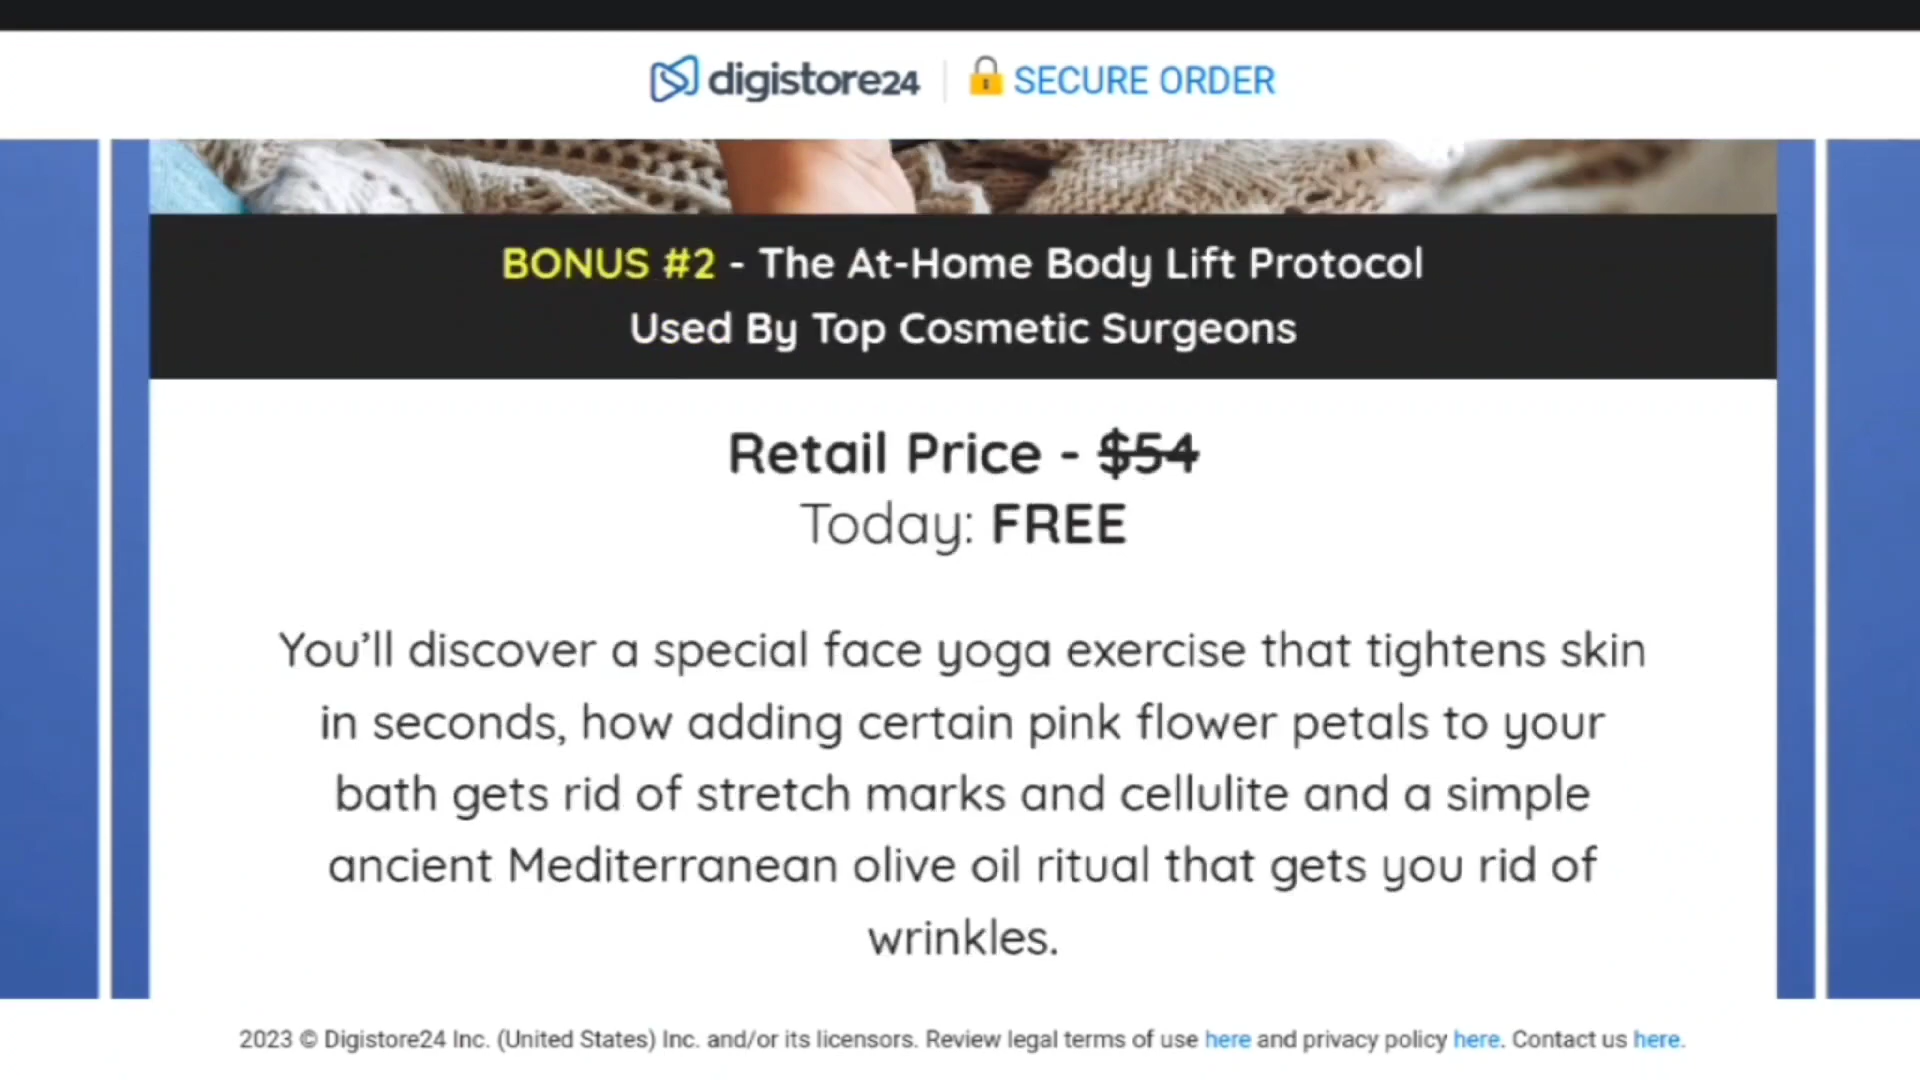 digistore24 SECURE ORDER
BONUS #2 - The At-Home Body Lift Protocol
Used By Top Cosmetic Surgeons
Retail Price - $54
Today: FREE
You’ll discover a special face yoga exercise that tightens skin
in seconds, how adding certain pink flower petals to your
bath gets rid of stretch marks and cellulite and a simple
ancient Mediterranean olive oil ritual that gets you rid of
wrinkles.
2023 © Digistore24 Inc. (United States) Inc. and/or its licensors. Review legal terms of use here and privacy policy here. Contact us here.